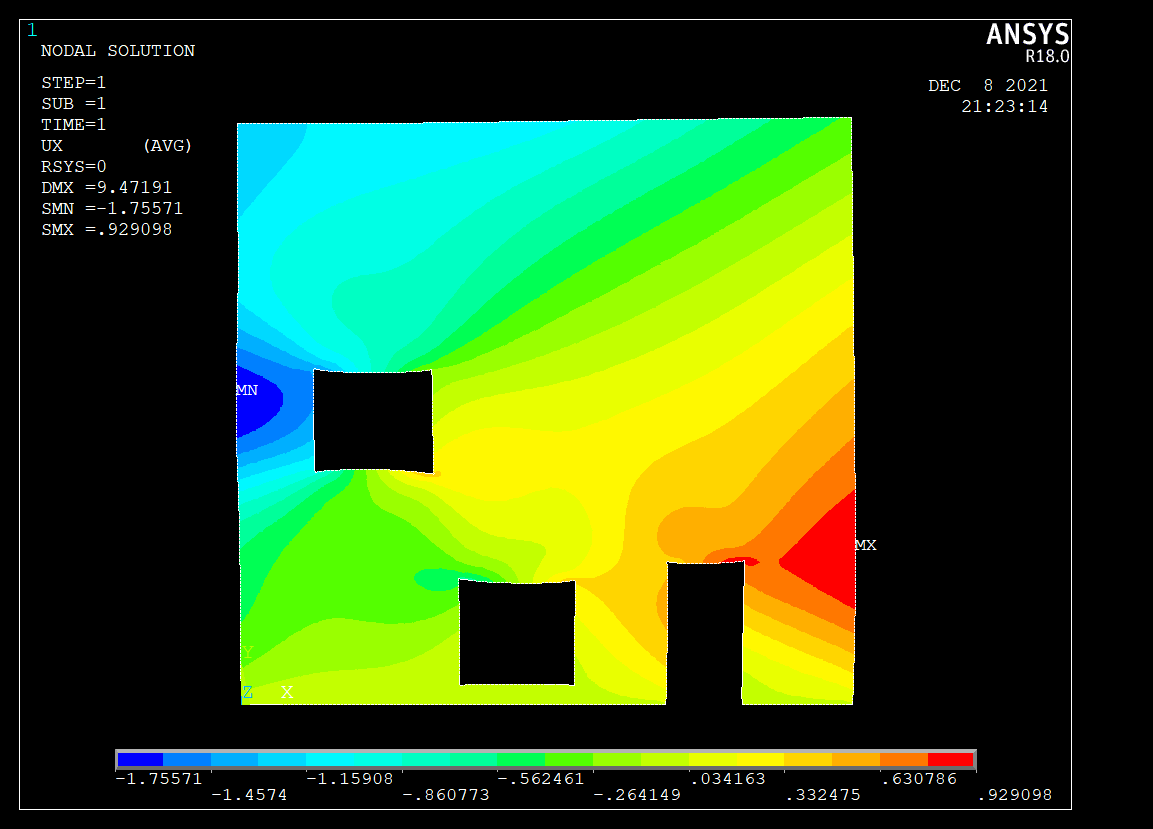 1
ANSYS
R18.0
NODAL SOLUTION
STEP=1
SUB =1
TIME=1
UX (AVG)
RSYS=0
DMX =9.47191
SMN =-1.75571
SMX =.929098
DEC 8 2021
21:23:14
MN
MX
Y
Z X
-1.75571 -1.15908 -.562461 .034163 .630786
-1.4574 -.860773 -.264149 .332475 .929098